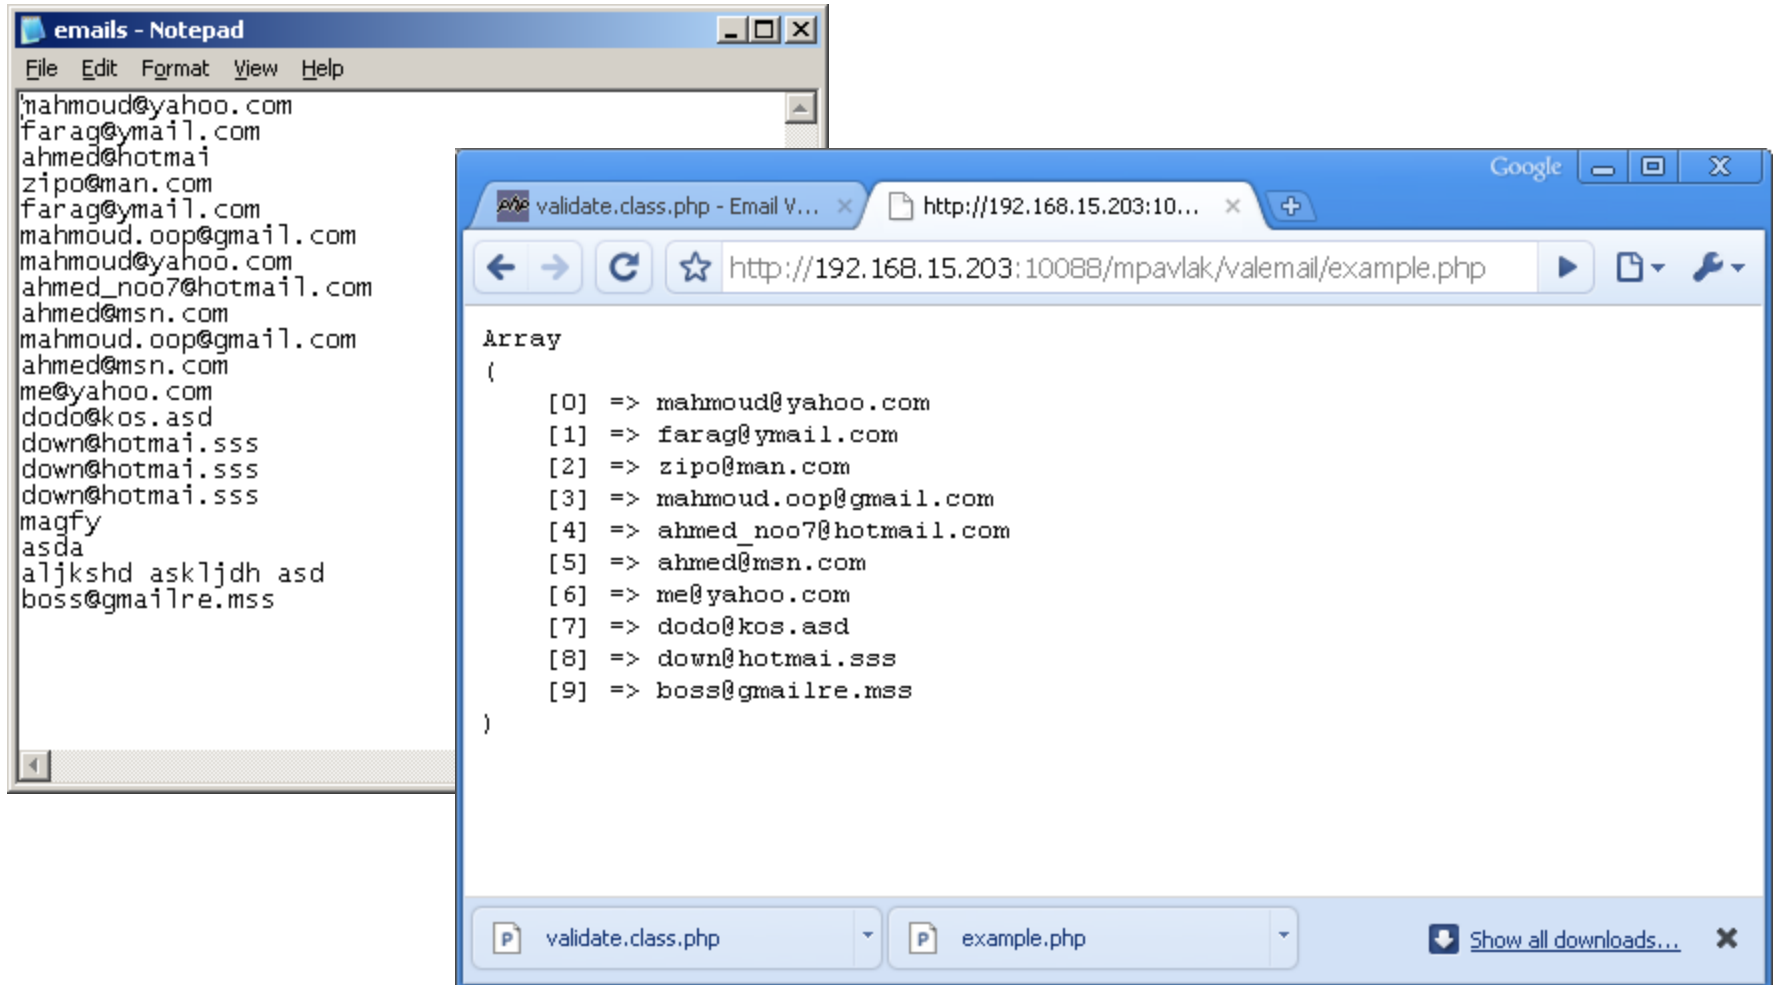 emails - Notepad
File Edit Format View Help
mahmoud@yahoo.com
farag@ymail.com
ahmed@hotmai
zipo@man.com
farag@ymail.com
mahmoud.oop@gmail.com
mahmoud@yahoo.com
ahmed_noo7@hotmail.com
ahmed@msn.com
mahmoud.oop@gmail.com
ahmed@msn.com
me@yahoo.com
dodo@kos.asd
down@hotmai.sss
down@hotmai.sss
down@hotmai.sss
magfy
asda
aljkshd askljdh asd
boss@gmailre.mss
Google
php validate.class.php - Email V... http://192.168.15.203:10...
http://192.168.15.203:10088/mpavlak/valemail/example.php
Array
(
[0] => mahmoud@yahoo.com
[1] => farag@ymail.com
[2] => zipo@man.com
[3] => mahmoud.oop@gmail.com
[4] => ahmed_noo7@hotmail.com
[5] => ahmed@msn.com
[6] => me@yahoo.com
[7] => dodo@kos.asd
[8] => down@hotmai.sss
[9] => boss@gmailre.mss
)
P validate.class.php P example.php Show all downloads...